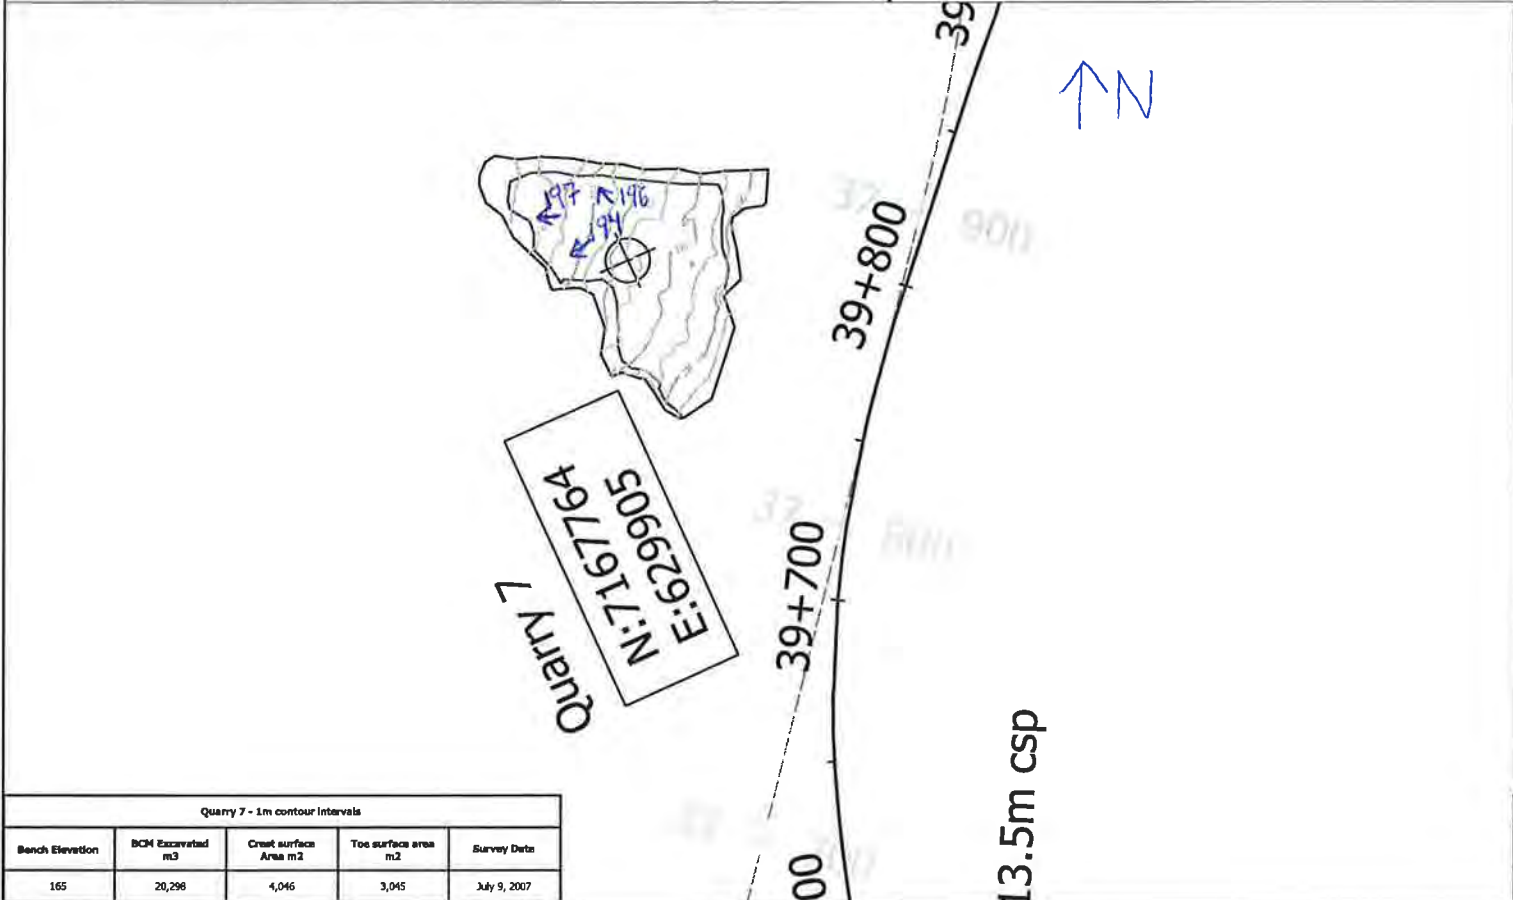 39
↑N
197
196
194
39+800
900
Quarry 7
N:7167764
E:629905
39+700
13.5m csp
00
Quarry 7 - 1m contour intervals
Bench Elevation
BCM Excavated m3
Crest surface Area m2
Toe surface area m2
Survey Date
165
20,298
4,046
3,045
July 9, 2007